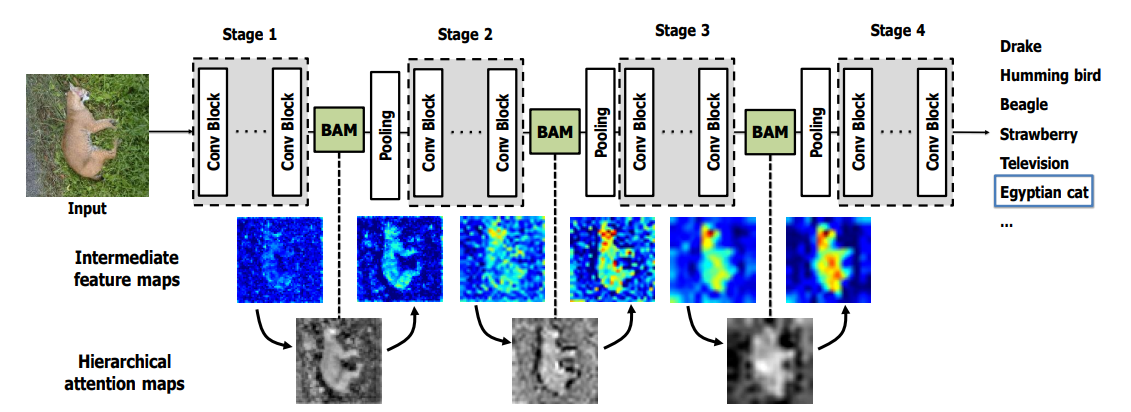 Stage 1
Stage 2
Stage 3
Stage 4
Conv Block
.....
Conv Block
BAM
Pooling
Conv Block
.....
Conv Block
BAM
Pooling
Conv Block
.....
Conv Block
BAM
Pooling
Conv Block
.....
Conv Block
Drake
Humming bird
Beagle
Strawberry
Television
Egyptian cat
...
Input
Intermediate
feature maps
Hierarchical
attention maps